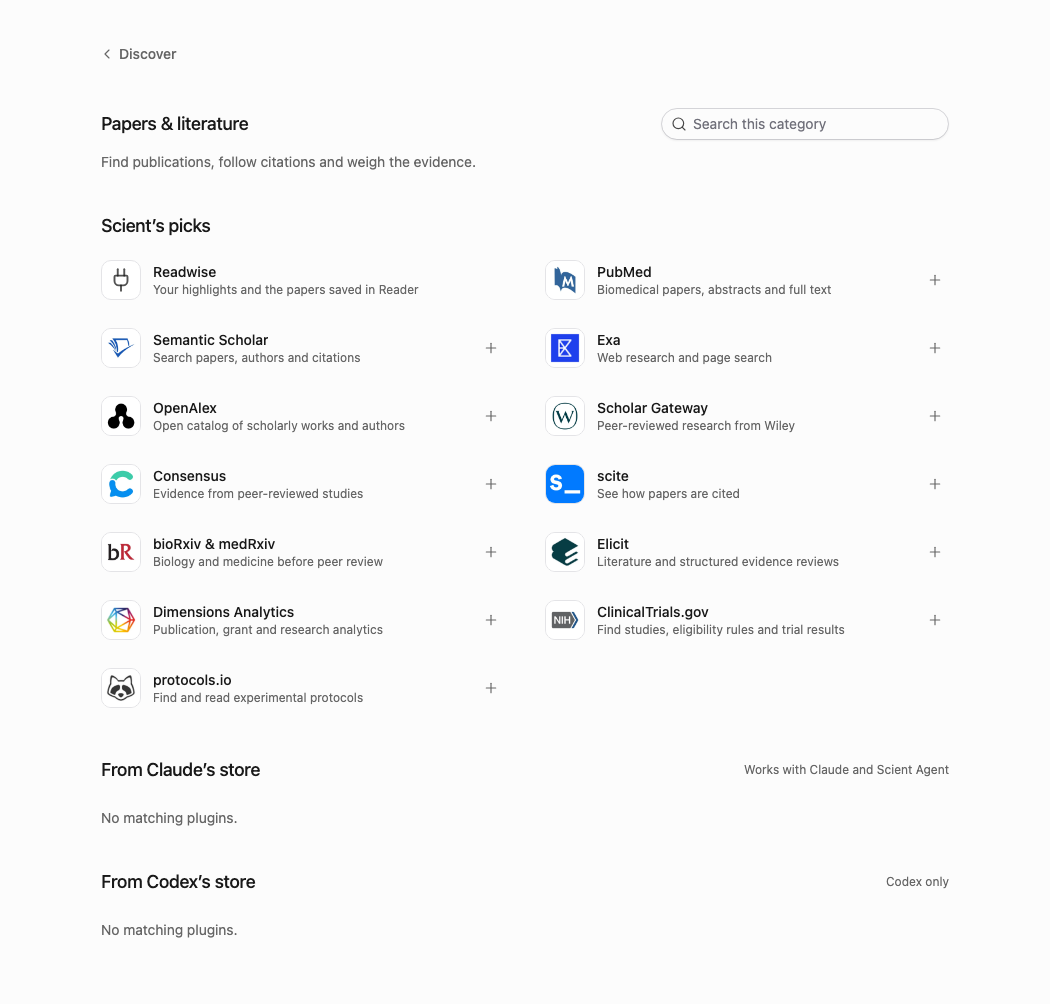 Discover
Papers & literature
Search this category
Find publications, follow citations and weigh the evidence.
Scient’s picks
Readwise
Your highlights and the papers saved in Reader
PubMed
Biomedical papers, abstracts and full text
Semantic Scholar
Search papers, authors and citations
Exa
Web research and page search
OpenAlex
Open catalog of scholarly works and authors
W
Scholar Gateway
Peer-reviewed research from Wiley
Consensus
Evidence from peer-reviewed studies
S_
scite
See how papers are cited
bR
bioRxiv & medRxiv
Biology and medicine before peer review
Elicit
Literature and structured evidence reviews
Dimensions Analytics
Publication, grant and research analytics
NIH
ClinicalTrials.gov
Find studies, eligibility rules and trial results
protocols.io
Find and read experimental protocols
From Claude’s store
Works with Claude and Scient Agent
No matching plugins.
From Codex’s store
Codex only
No matching plugins.